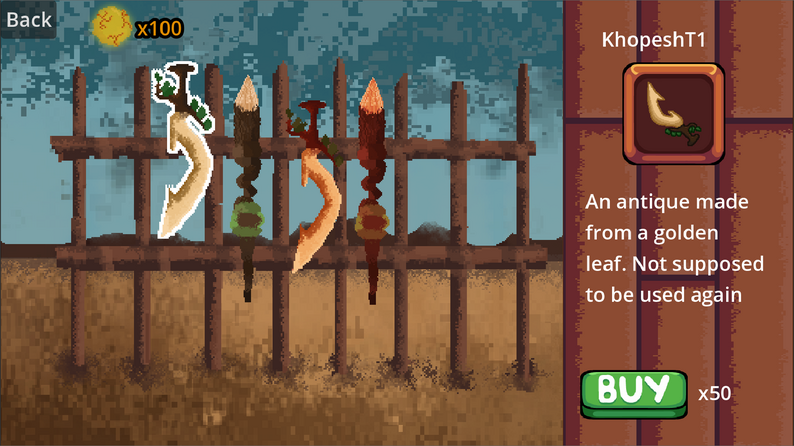 Back
x100
KhopeshT1
An antique made
from a golden
leaf. Not supposed
to be used again
BUY
x50